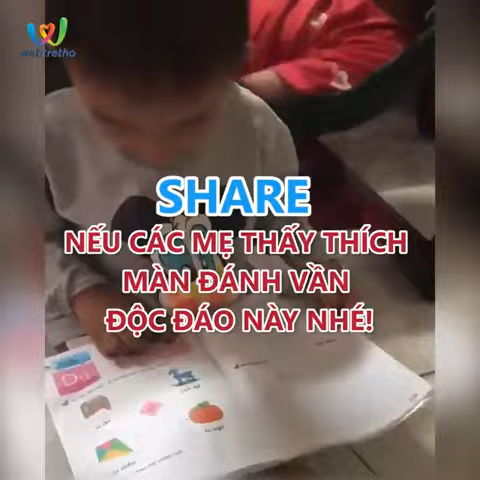 webtretho
SHARE
NẾU CÁC MẸ THẤY THÍCH
MÀN ĐÁNH VẦN
ĐỘC ĐÁO NÀY NHÉ!